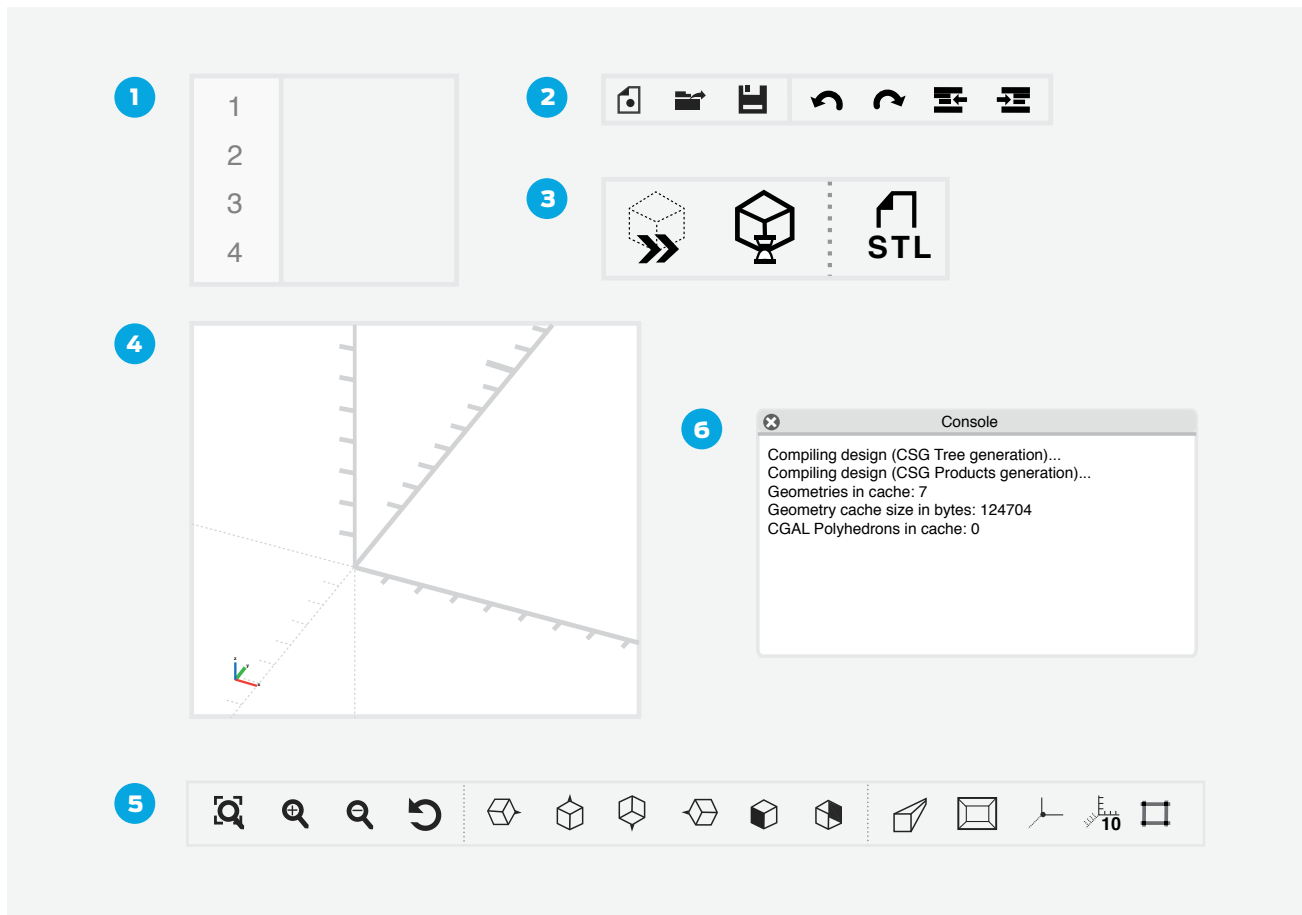 1
1
2
3
4
2
3
STL
4
z
y
x
6
Console
Compiling design (CSG Tree generation)...
Compiling design (CSG Products generation)...
Geometries in cache: 7
Geometry cache size in bytes: 124704
CGAL Polyhedrons in cache: 0
5
10